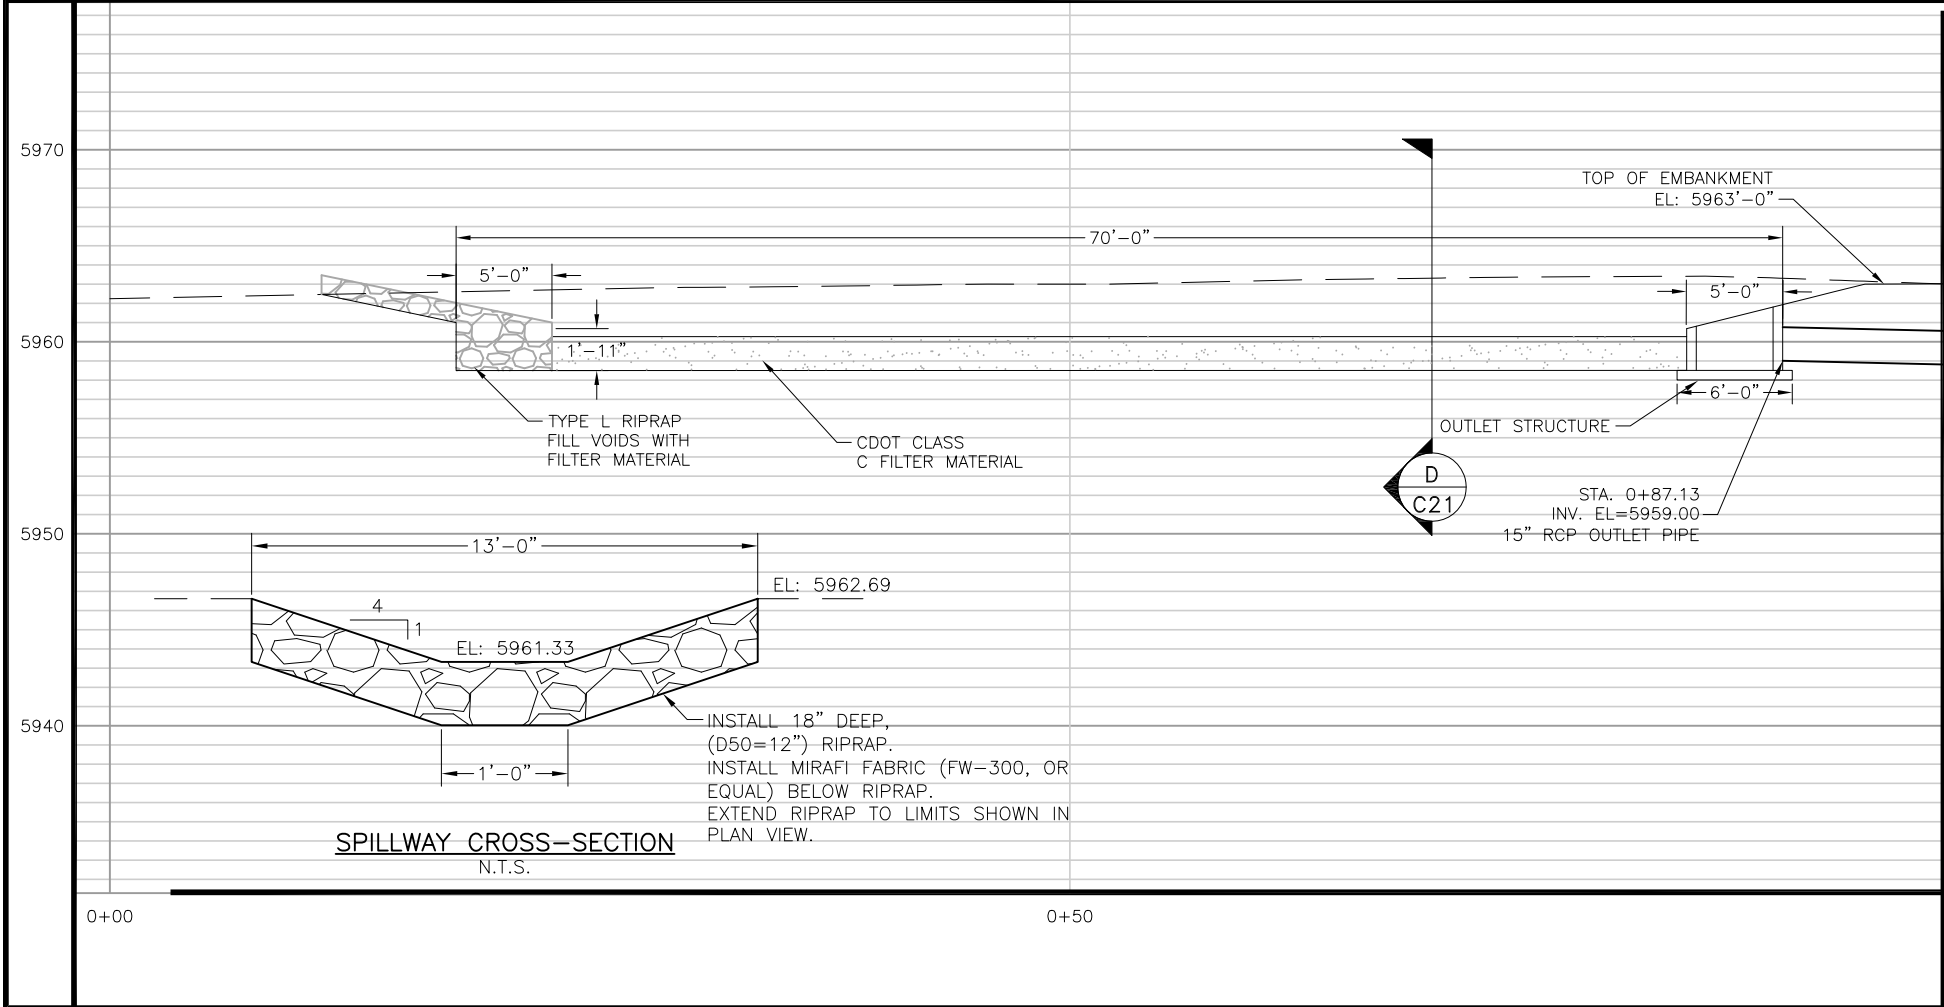 5970
5960
5950
5940
TOP OF EMBANKMENT
EL: 5963'-0"
70'-0"
5'-0"
5'-0"
1'-11"
6'-0"
TYPE L RIPRAP
FILL VOIDS WITH
FILTER MATERIAL
CDOT CLASS
C FILTER MATERIAL
OUTLET STRUCTURE
D
C21
STA. 0+87.13
INV. EL=5959.00
15" RCP OUTLET PIPE
13'-0"
EL: 5962.69
4
1
EL: 5961.33
1'-0"
INSTALL 18" DEEP,
(D50=12") RIPRAP.
INSTALL MIRAFI FABRIC (FW-300, OR
EQUAL) BELOW RIPRAP.
EXTEND RIPRAP TO LIMITS SHOWN IN
PLAN VIEW.
SPILLWAY CROSS-SECTION
N.T.S.
0+00
0+50